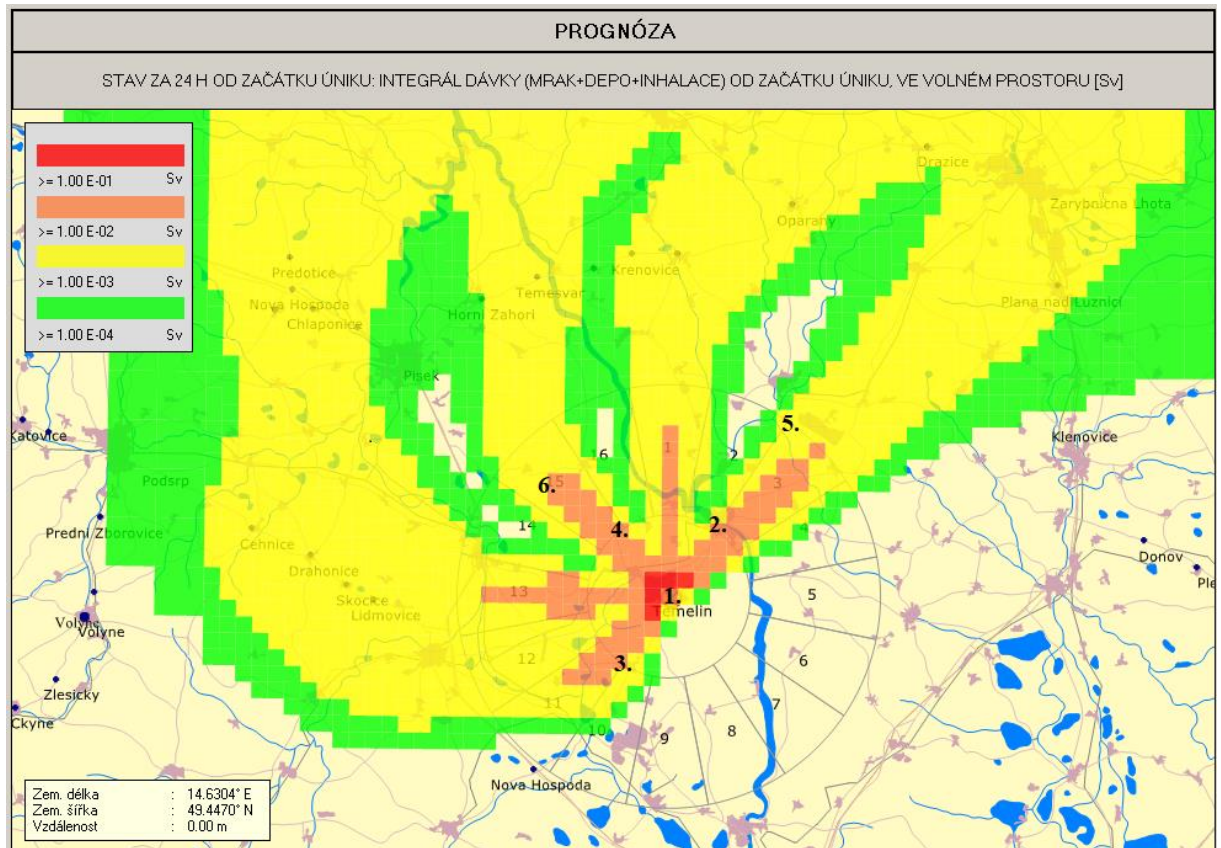 PROGNÓZA
STAV ZA 24 H OD ZAČÁTKU ÚNIKU: INTEGRÁL DÁVKY (MRAK+DEPO+INHALACE) OD ZAČÁTKU ÚNIKU, VE VOLNÉM PROSTORU [Sv]
>= 1.00 E-01 Sv
>= 1.00 E-02 Sv
>= 1.00 E-03 Sv
>= 1.00 E-04 Sv
Drazice
Zarybnicna Lhota
Oparany
Krenovice
Predotice
Temesvar
Nova Hospoda
Horni Zahori
Plana nad Luznici
Chlaponice
Pisek
5.
Katovice
1
Klenovice
16
2
Podsrp
6.
15
3
Prední Zborovice
14
4.
2.
4
Cehnice
Donov
Drahonice
Ple
13
1.
5
Skocice
Temelin
Lidmovice
Volyne
Volyne
12
3.
6
Zlesicky
11
7
Ckyne
10
9
8
Nova Hospoda
Zem. délka : 14.6304° E
Zem. šířka : 49.4470° N
Vzdálenost : 0.00 m